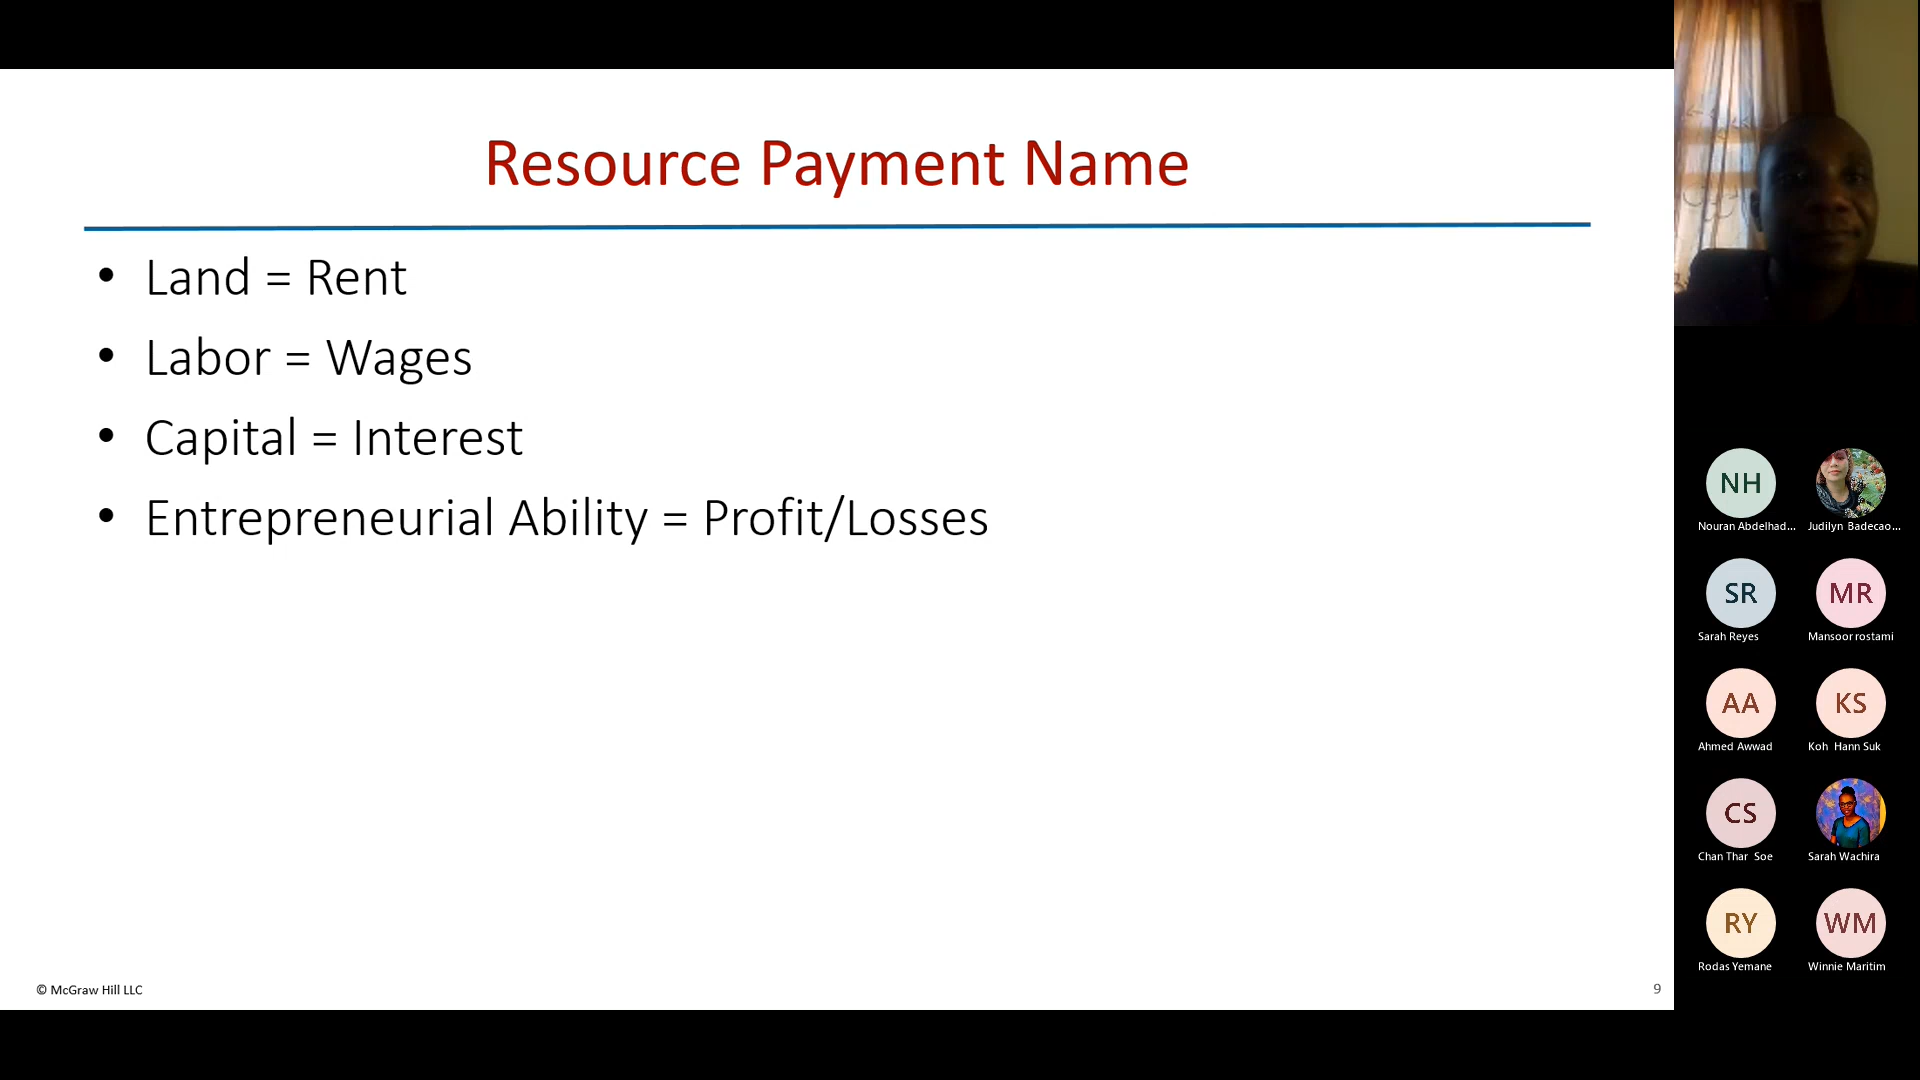 Resource Payment Name
• Land = Rent
• Labor = Wages
• Capital = Interest
• Entrepreneurial Ability = Profit/Losses
© McGraw Hill LLC
9
NH
Nouran Abdelhad...
Judilyn Badecao...
SR
Sarah Reyes
MR
Mansoor rostami
AA
Ahmed Awwad
KS
Koh Hann Suk
CS
Chan Thar Soe
Sarah Wachira
RY
Rodas Yemane
WM
Winnie Maritim